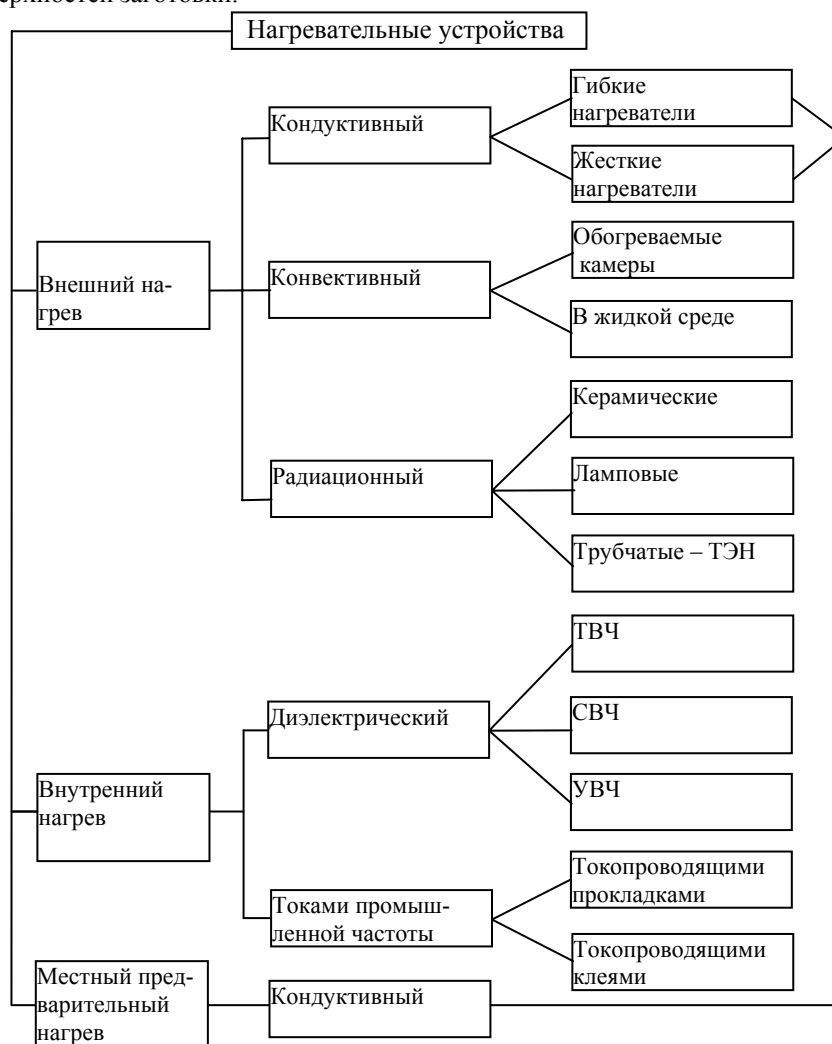 заготовки.
Нагревательные устройства
Гибкие
нагреватели
Кондуктивный
Жесткие
нагреватели
Обогреваемые
камеры
Внешний на-
грев
Конвективный
В жидкой среде
Керамические
Радиационный
Ламповые
Трубчатые – ТЭН
ТВЧ
Диэлектрический
СВЧ
Внутренний
нагрев
УВЧ
Токопроводящими
прокладками
Токами промыш-
ленной частоты
Токопроводящими
клеями
Местный пред-
варительный
нагрев
Кондуктивный